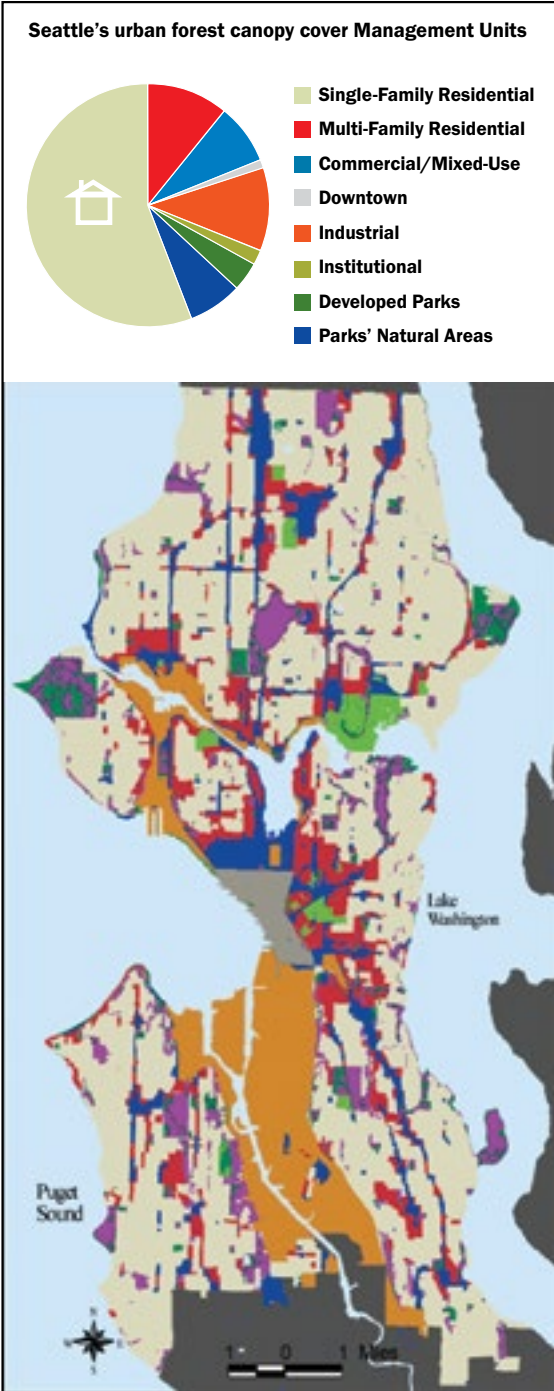 Seattle's urban forest canopy cover Management Units
Single-Family Residential
Multi-Family Residential
Commercial/Mixed-Use
Downtown
Industrial
Institutional
Developed Parks
Parks' Natural Areas
Lake
Washington
Puget
Sound
N
W E
S
1 0 1 Miles